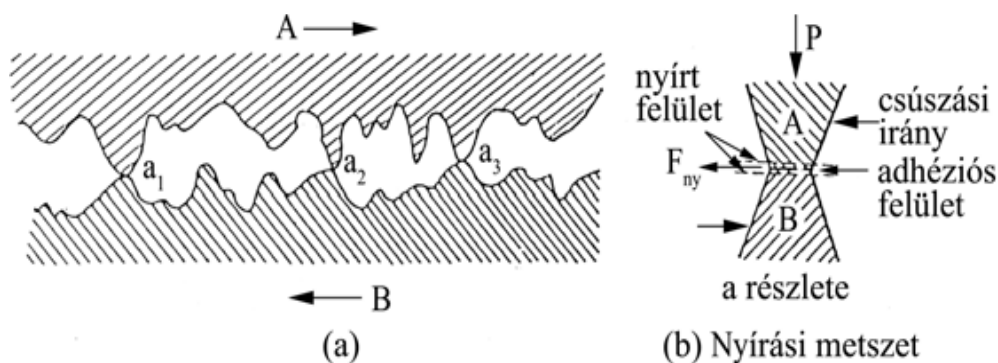 A
a₁
a₂
a₃
B
(a)
P
nyírt
felület
A
csúszási
irány
Fny
adhéziós
felület
B
a részlete
(b) Nyírási metszet